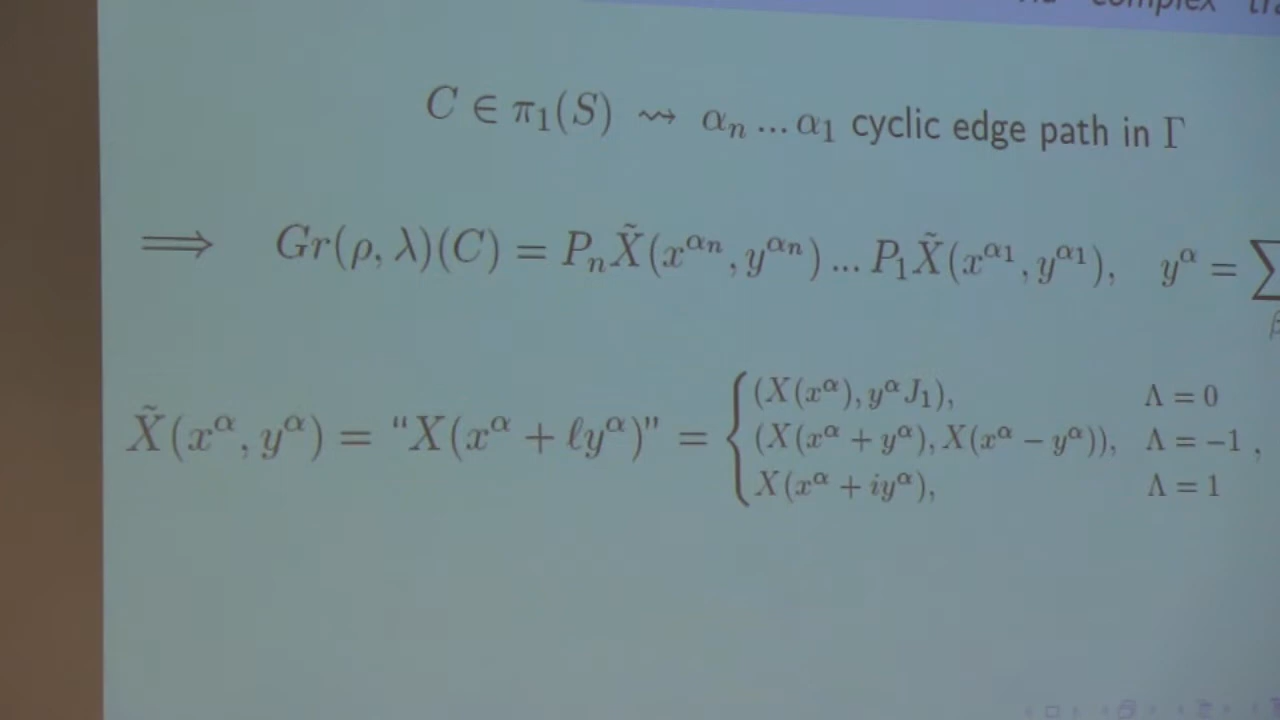 complex
C ∈ π₁(S) ⇝ αₙ ... α₁ cyclic edge path in Γ
⟹ Gr(ρ, λ)(C) = PₙX̃(x^{αₙ}, y^{αₙ}) ... P₁X̃(x^{α₁}, y^{α₁}), y^α = ∑
β
X̃(x^α, y^α) = “X(x^α + ℓy^α)” = {
(X(x^α), y^α J₁), Λ = 0
(X(x^α + y^α), X(x^α − y^α)), Λ = −1 ,
X(x^α + iy^α), Λ = 1